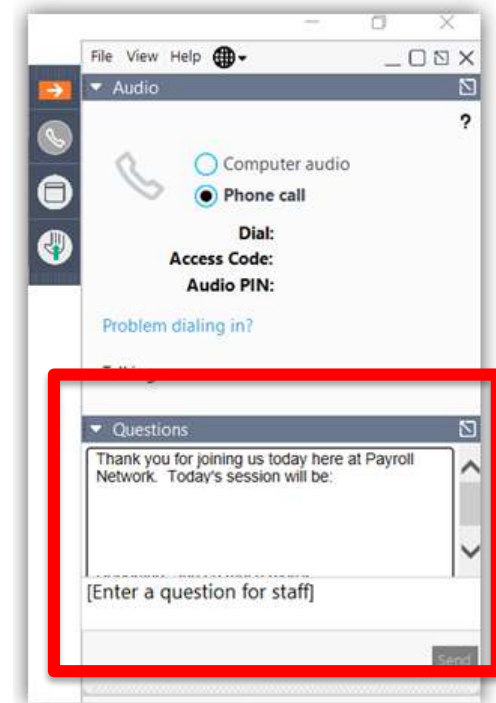 File View Help
Audio
?
Computer audio
Phone call
Dial:
Access Code:
Audio PIN:
Problem dialing in?
Questions
Thank you for joining us today here at Payroll
Network. Today's session will be:
[Enter a question for staff]
Send